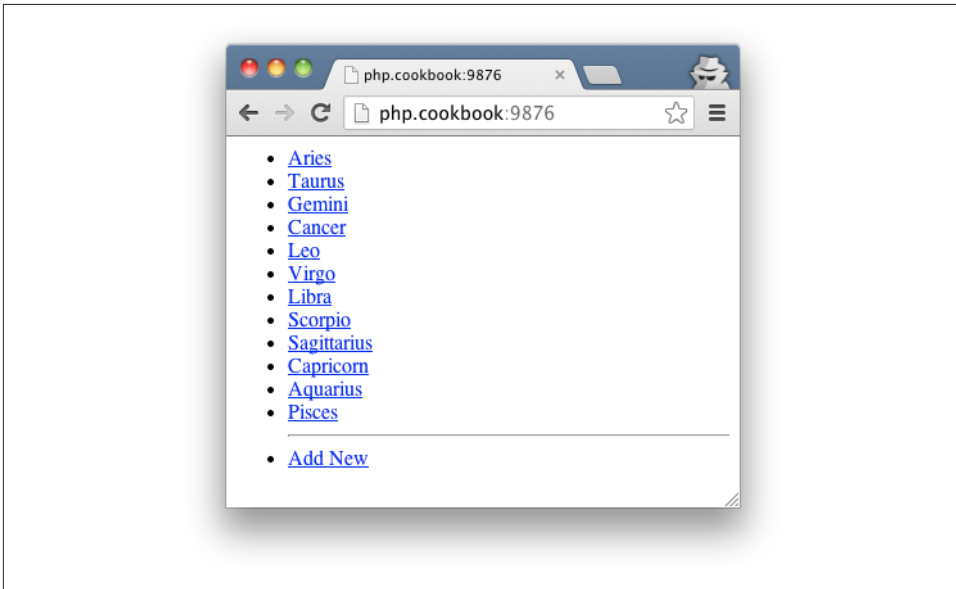 php.cookbook:9876
php.cookbook:9876
Aries
Taurus
Gemini
Cancer
Leo
Virgo
Libra
Scorpio
Sagittarius
Capricorn
Aquarius
Pisces
Add New